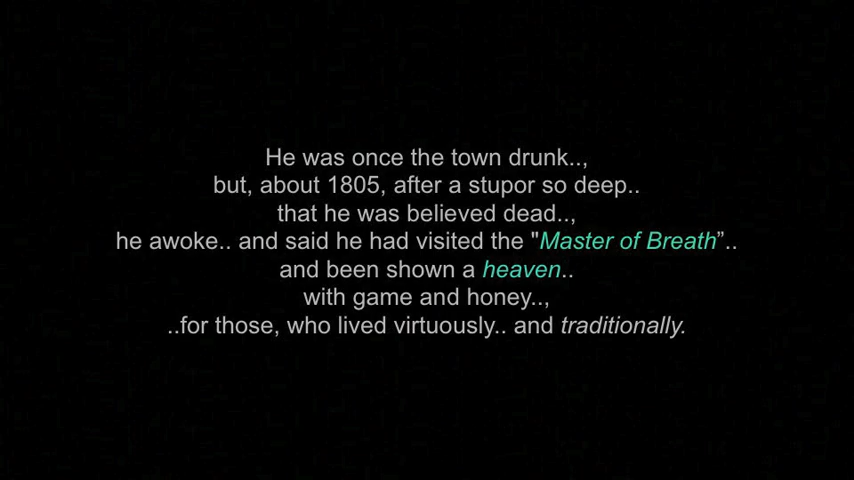 He was once the town drunk..,
but, about 1805, after a stupor so deep..
that he was believed dead..,
he awoke.. and said he had visited the "Master of Breath”..
and been shown a heaven..
with game and honey..,
..for those, who lived virtuously.. and traditionally.